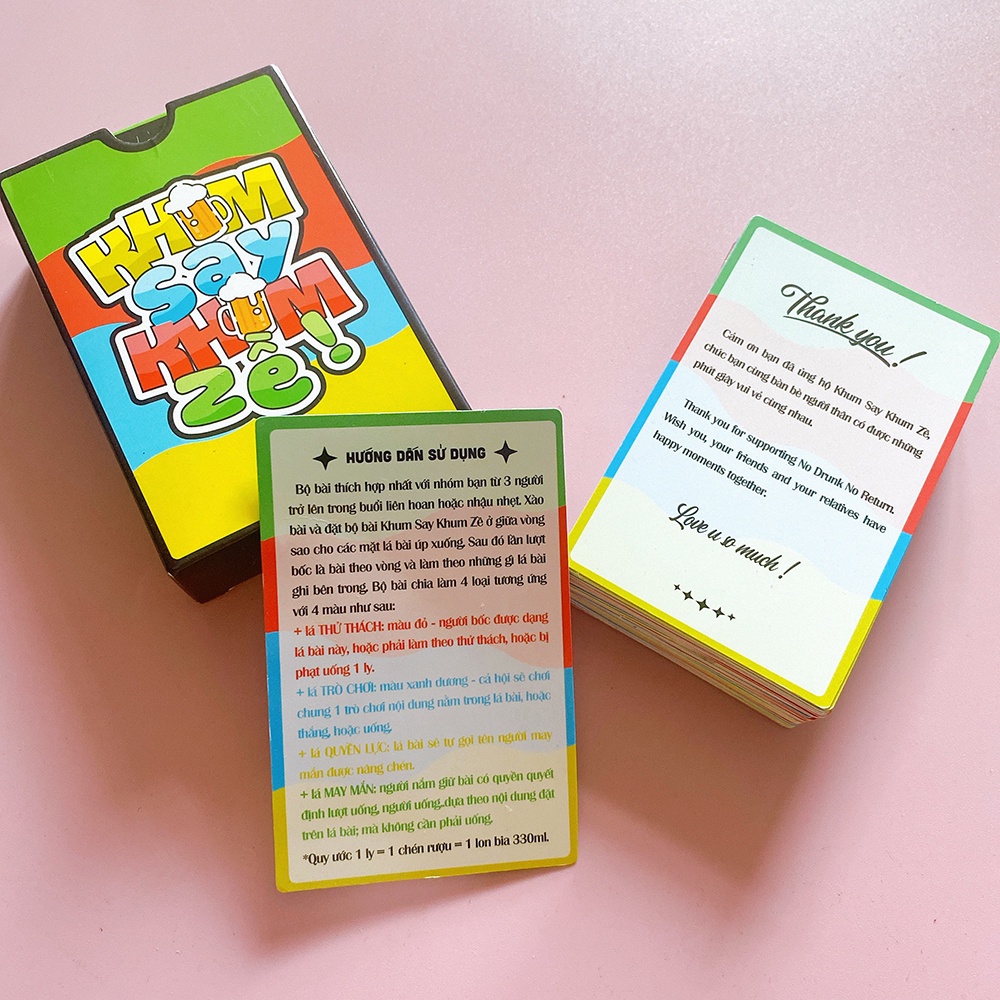 KHUM
say
KHUM
zề!
HƯỚNG DẪN SỬ DỤNG
Bộ bài thích hợp nhất với nhóm bạn từ 3 người
trở lên trong buổi liên hoan hoặc nhậu nhẹt. Xào
bài và đặt bộ bài Khum Say Khum Zề ở giữa vòng
sao cho các mặt lá bài úp xuống. Sau đó lần lượt
bốc là bài theo vòng và làm theo những gì lá bài
ghi bên trong. Bộ bài chia làm 4 loại tương ứng
với 4 màu như sau:
+ lá THỬ THÁCH: màu đỏ - người bốc được dạng
lá bài này, hoặc phải làm theo thử thách, hoặc bị
phạt uống 1 ly.
+ lá TRÒ CHƠI: màu xanh dương - cả hội sẽ chơi
chung 1 trò chơi nội dung nằm trong lá bài, hoặc
thắng, hoặc uống.
+ lá QUYỀN LỰC: lá bài sẽ tự gọi tên người may
mắn được nâng chén.
+ lá MAY MẮN: người nắm giữ bài có quyền quyết
định lượt uống, người uống...dựa theo nội dung đặt
trên lá bài; mà không cần phải uống.
*Quy ước 1 ly = 1 chén rượu = 1 lon bia 330ml.
Thank you!
Cảm ơn bạn đã ủng hộ Khum Say Khum Zề,
chúc bạn cùng bàn bè người thân có được những
phút giây vui vẻ cùng nhau.
Thank you for supporting No Drunk No Return.
Wish you, your friends and your relatives have
happy moments together.
Love u so much!